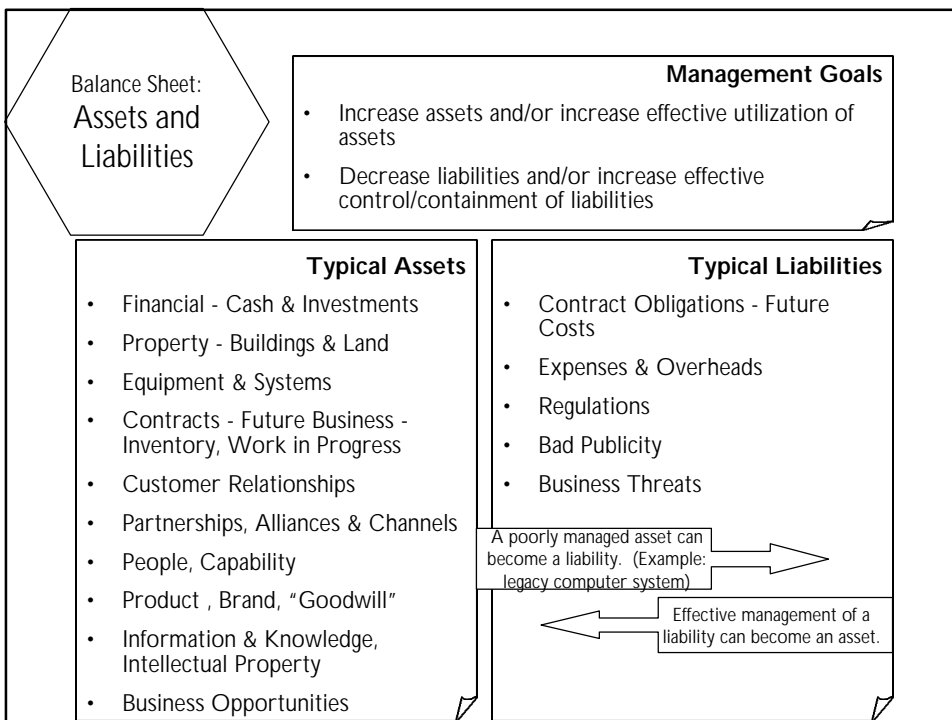 Balance Sheet:
Assets and
Liabilities
Management Goals
• Increase assets and/or increase effective utilization of
assets
• Decrease liabilities and/or increase effective
control/containment of liabilities
Typical Assets
• Financial - Cash & Investments
• Property - Buildings & Land
• Equipment & Systems
• Contracts - Future Business -
Inventory, Work in Progress
• Customer Relationships
• Partnerships, Alliances & Channels
• People, Capability
• Product , Brand, “Goodwill”
• Information & Knowledge,
Intellectual Property
• Business Opportunities
Typical Liabilities
• Contract Obligations - Future
Costs
• Expenses & Overheads
• Regulations
• Bad Publicity
• Business Threats
A poorly managed asset can
become a liability. (Example:
legacy computer system)
Effective management of a
liability can become an asset.